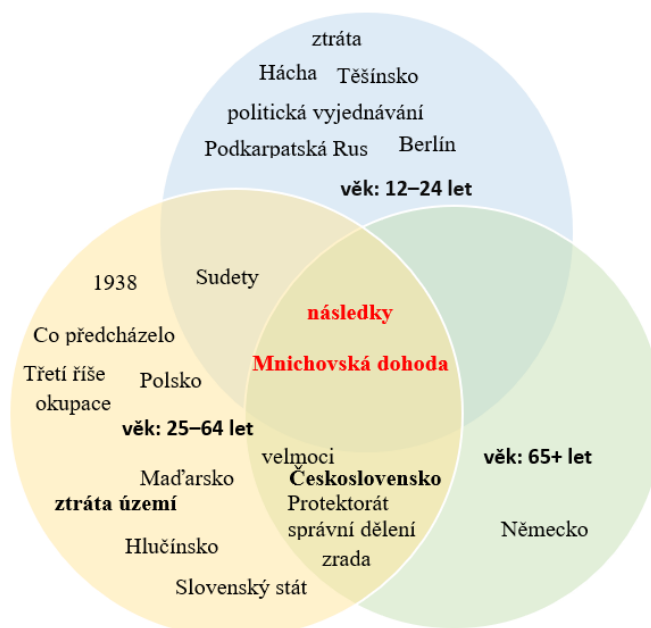 ztráta
Hácha Těšínsko
politická vyjednávání
Podkarpatská Rus Berlín
věk: 12–24 let
1938 Sudety
následky
Co předcházelo
Mnichovská dohoda
Třetí říše Polsko
okupace
věk: 25–64 let
velmoci věk: 65+ let
Maďarsko Československo
ztráta území Protektorát
správní dělení Německo
Hlučínsko zrada
Slovenský stát